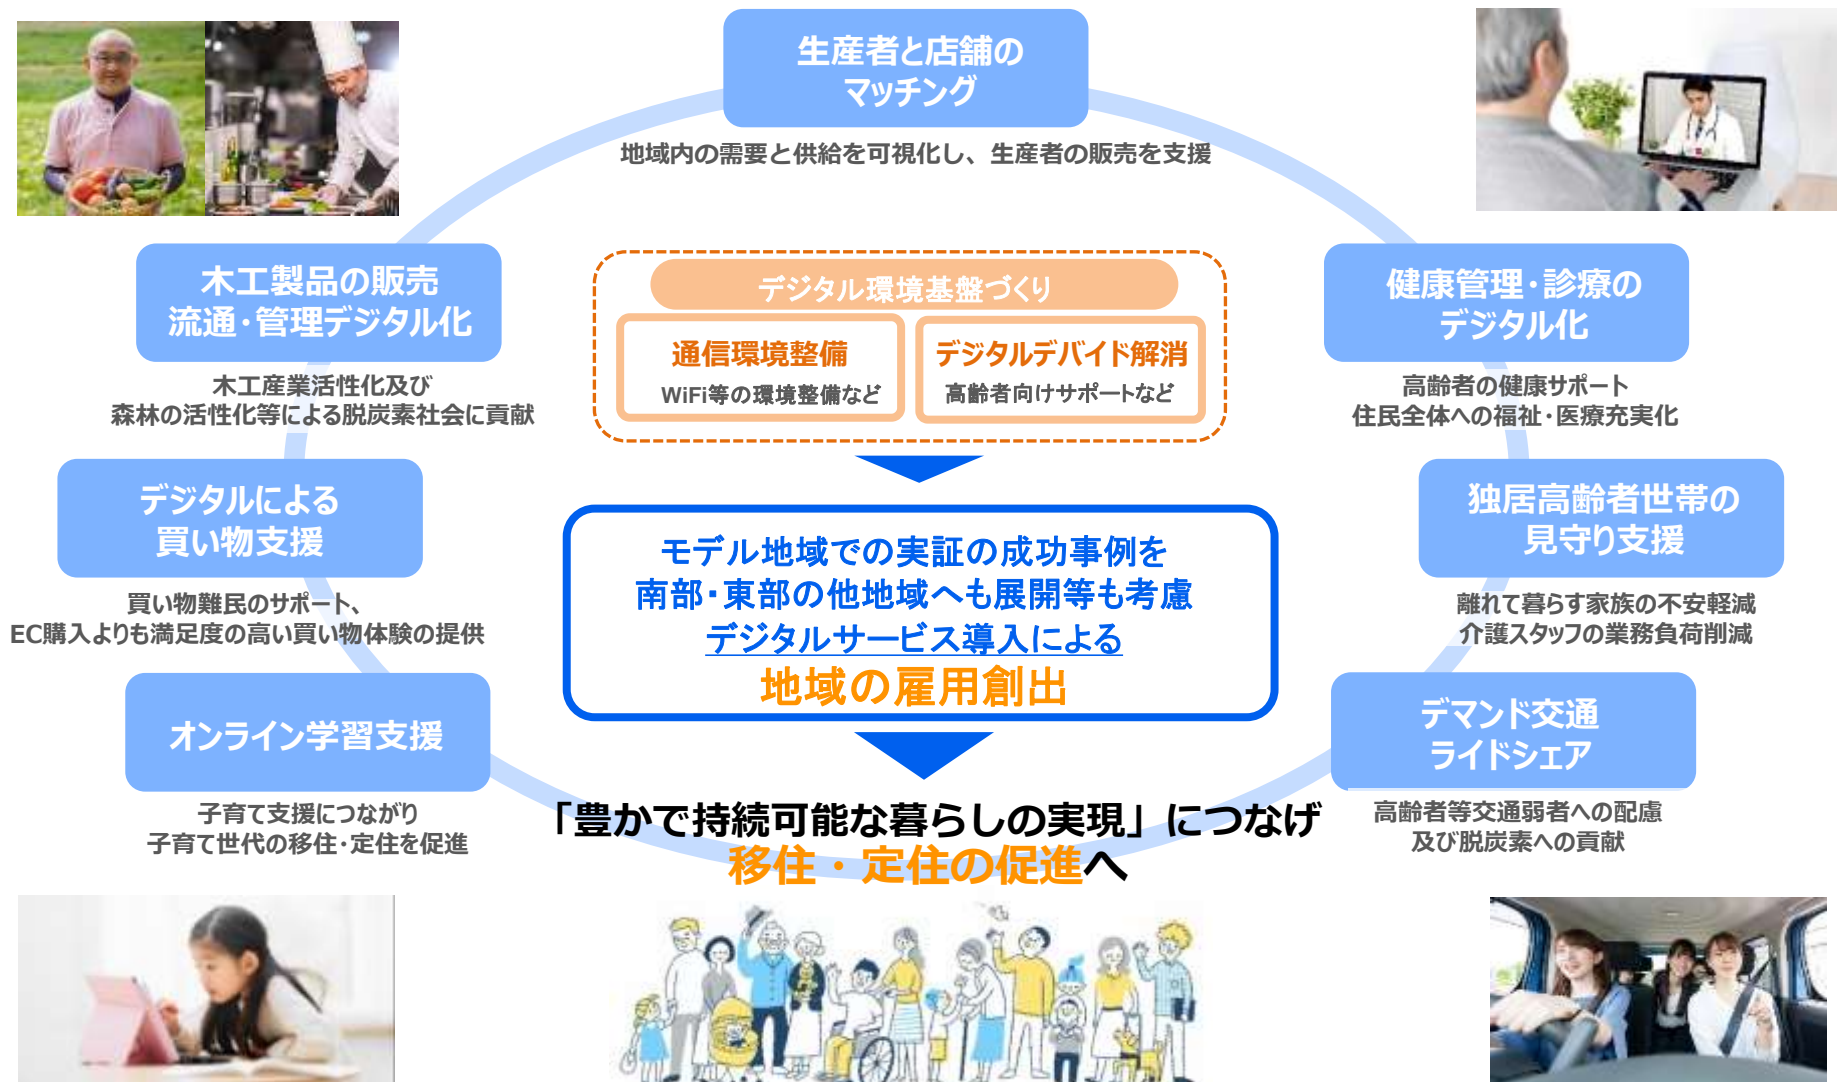 生産者と店舗の
マッチング
地域内の需要と供給を可視化し、生産者の販売を支援
木工製品の販売
流通・管理デジタル化
木工産業活性化及び
森林の活性化等による脱炭素社会に貢献
デジタルによる
買い物支援
買い物難民のサポート、
EC購入よりも満足度の高い買い物体験の提供
オンライン学習支援
子育て支援につながり
子育て世代の移住・定住を促進
デジタル環境基盤づくり
通信環境整備
WiFi等の環境整備など
デジタルデバイド解消
高齢者向けサポートなど
モデル地域での実証の成功事例を
南部・東部の他地域へも展開等も考慮
デジタルサービス導入による
地域の雇用創出
「豊かで持続可能な暮らしの実現」につなげ
移住・定住の促進へ
健康管理・診療の
デジタル化
高齢者の健康サポート
住民全体への福祉・医療充実化
独居高齢者世帯の
見守り支援
離れて暮らす家族の不安軽減
介護スタッフの業務負荷削減
デマンド交通
ライドシェア
高齢者等交通弱者への配慮
及び脱炭素への貢献